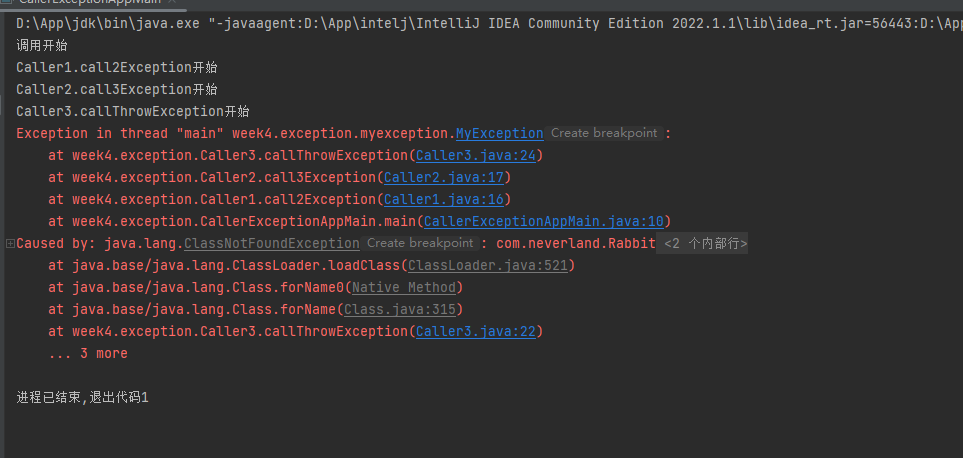 CallerExceptionAppMain
D:\App\jdk\bin\java.exe "-javaagent:D:\App\intelj\IntelliJ IDEA Community Edition 2022.1.1\lib\idea_rt.jar=56443:D:\App
调用开始
Caller1.call2Exception开始
Caller2.call3Exception开始
Caller3.callThrowException开始
Exception in thread "main" week4.exception.myexception.MyException Create breakpoint :
at week4.exception.Caller3.callThrowException(Caller3.java:24)
at week4.exception.Caller2.call3Exception(Caller2.java:17)
at week4.exception.Caller1.call2Exception(Caller1.java:16)
at week4.exception.CallerExceptionAppMain.main(CallerExceptionAppMain.java:10)
Caused by: java.lang.ClassNotFoundException Create breakpoint : com.neverland.Rabbit <2 个内部行>
at java.base/java.lang.ClassLoader.loadClass(ClassLoader.java:521)
at java.base/java.lang.Class.forName0(Native Method)
at java.base/java.lang.Class.forName(Class.java:315)
at week4.exception.Caller3.callThrowException(Caller3.java:22)
... 3 more
进程已结束,退出代码1